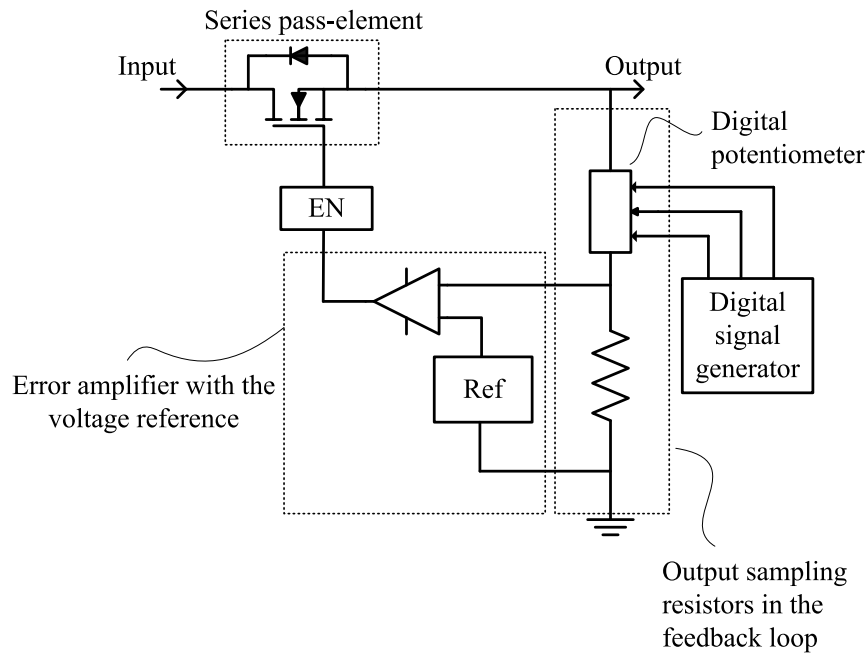 Series pass-element
Input
Output
Digital
potentiometer
EN
Digital
signal
generator
Error amplifier with the
voltage reference
Ref
Output sampling
resistors in the
feedback loop